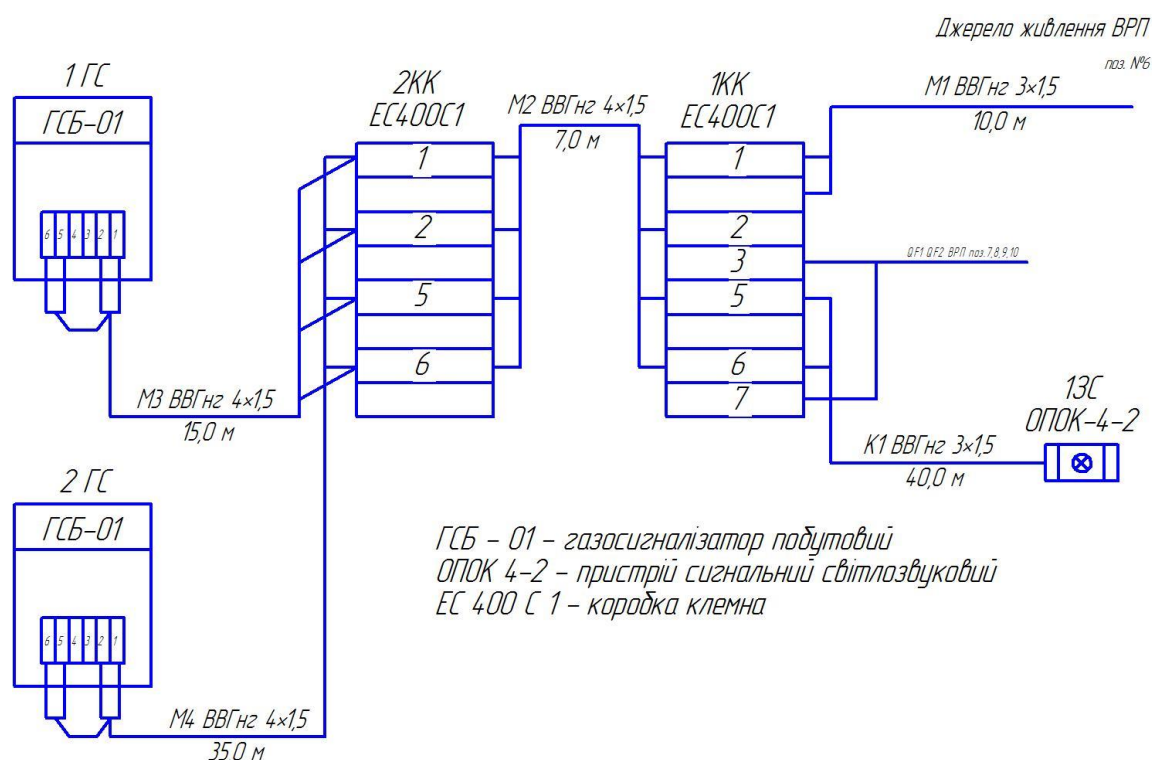 Джерело живлення ВРП
поз. №6
1 ГС
ГСБ-01
6 5 4 3 2 1
2КК
ЕС400С1
1
2
5
6
М2 ВВГнг 4×1,5
7,0 м
1КК
ЕС400С1
1
2
3
5
6
7
М1 ВВГнг 3×1,5
10,0 м
QF1 QF2 ВРП поз.7,8,9,10
М3 ВВГнг 4×1,5
15,0 м
1ЗС
ОПОК-4-2
К1 ВВГнг 3×1,5
40,0 м
2 ГС
ГСБ-01
6 5 4 3 2 1
М4 ВВГнг 4×1,5
35,0 м
ГСБ - 01 - газосигналізатор побутовий
ОПОК 4-2 - пристрій сигнальний світлозвуковий
ЕС 400 С 1 - коробка клемна